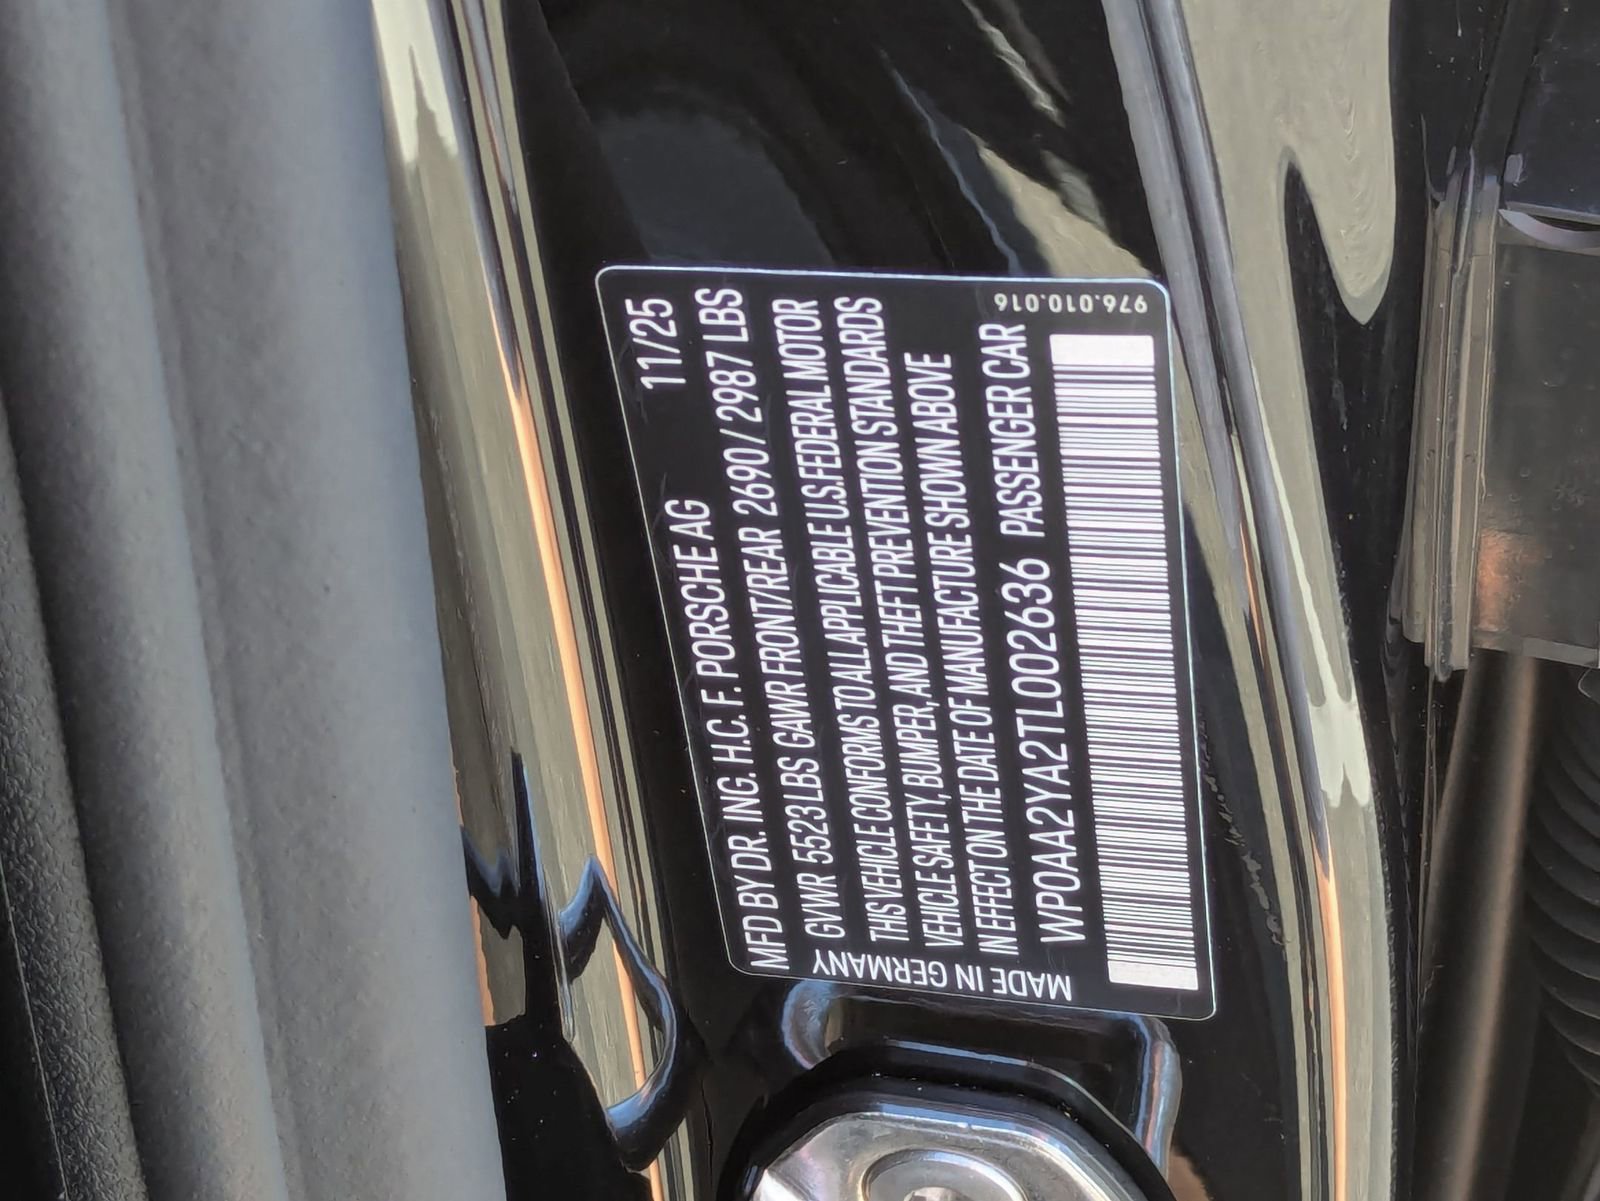 MFD BY DR. ING. H.C. F. PORSCHE AG 11/25
GVWR 5523 LBS GAWR FRONT/REAR 2690 / 2987 LBS
THIS VEHICLE CONFORMS TO ALL APPLICABLE U.S. FEDERAL MOTOR
VEHICLE SAFETY, BUMPER, AND THEFT PREVENTION STANDARDS
IN EFFECT ON THE DATE OF MANUFACTURE SHOWN ABOVE
WP0AA2YA2TL002636 PASSENGER CAR
MADE IN GERMANY
976.010.016